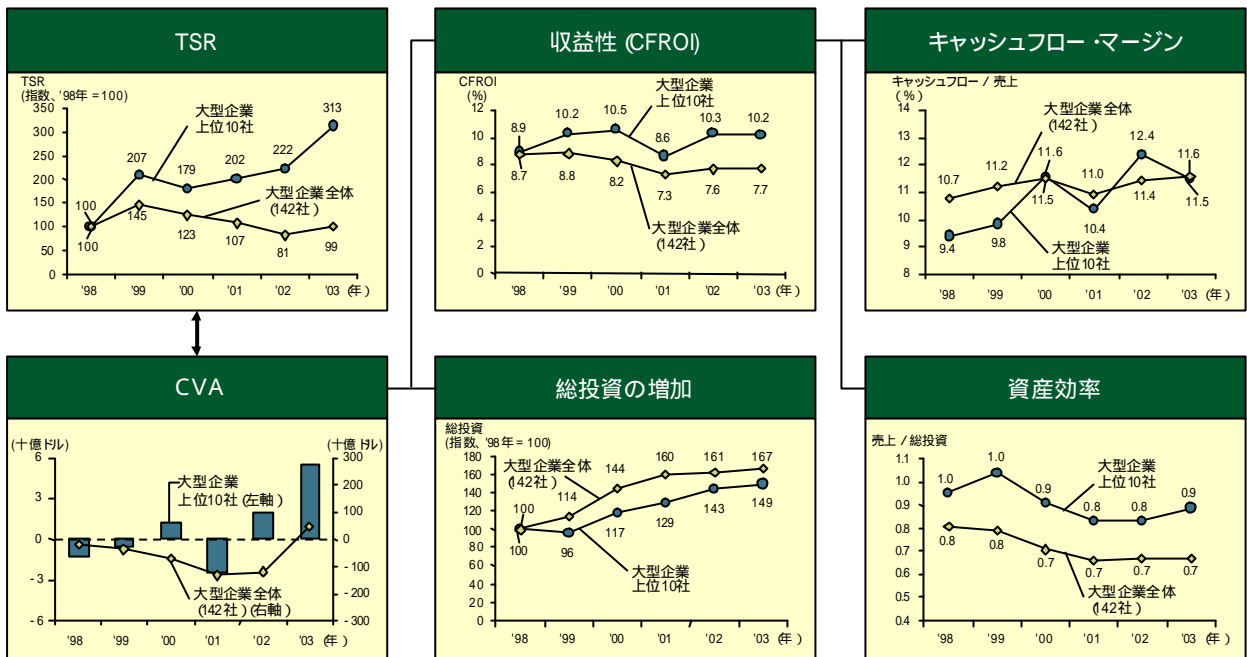 TSR
TSR
(指数、'98年 = 100)
350
300
250
200
150
100
50
0
大型企業
上位10社
大型企業全体
(142社)
100
207
179
202
222
313
100
145
123
107
81
99
'98 '99 '00 '01 '02 '03 (年)
収益性 (CFROI)
CFROI
(%)
12
10
8
6
4
2
0
大型企業
上位10社
8.9
10.2
10.5
8.6
10.3
10.2
8.7
8.8
8.2
7.3
7.6
7.7
大型企業全体
(142社)
'98 '99 '00 '01 '02 '03 (年)
キャッシュフロー・マージン
キャッシュフロー / 売上
(%)
14
13
12
11
10
9
8
大型企業全体
(142社)
10.7
11.2
11.6
11.0
12.4
11.6
9.4
9.8
11.5
10.4
11.4
11.5
大型企業
上位10社
'98 '99 '00 '01 '02 '03 (年)
CVA
(十億ドル)
(十億ドル)
6
3
0
- 3
- 6
300
200
100
0
- 100
- 200
- 300
大型企業
上位10社 (左軸)
大型企業全体
(142社) (右軸)
'98 '99 '00 '01 '02 '03 (年)
総投資の増加
総投資
(指数、'98年 = 100)
180
160
140
120
100
80
60
40
20
0
大型企業全体
(142社)
100
114
144
160
161
167
100
96
117
129
143
149
大型企業
上位10社
'98 '99 '00 '01 '02 '03 (年)
資産効率
売上 / 総投資
1.1
1.0
0.9
0.8
0.7
0.6
0.5
0.4
大型企業
上位10社
1.0
1.0
0.9
0.8
0.8
0.9
0.8
0.8
0.7
0.7
0.7
0.7
大型企業全体
(142社)
'98 '99 '00 '01 '02 '03 (年)